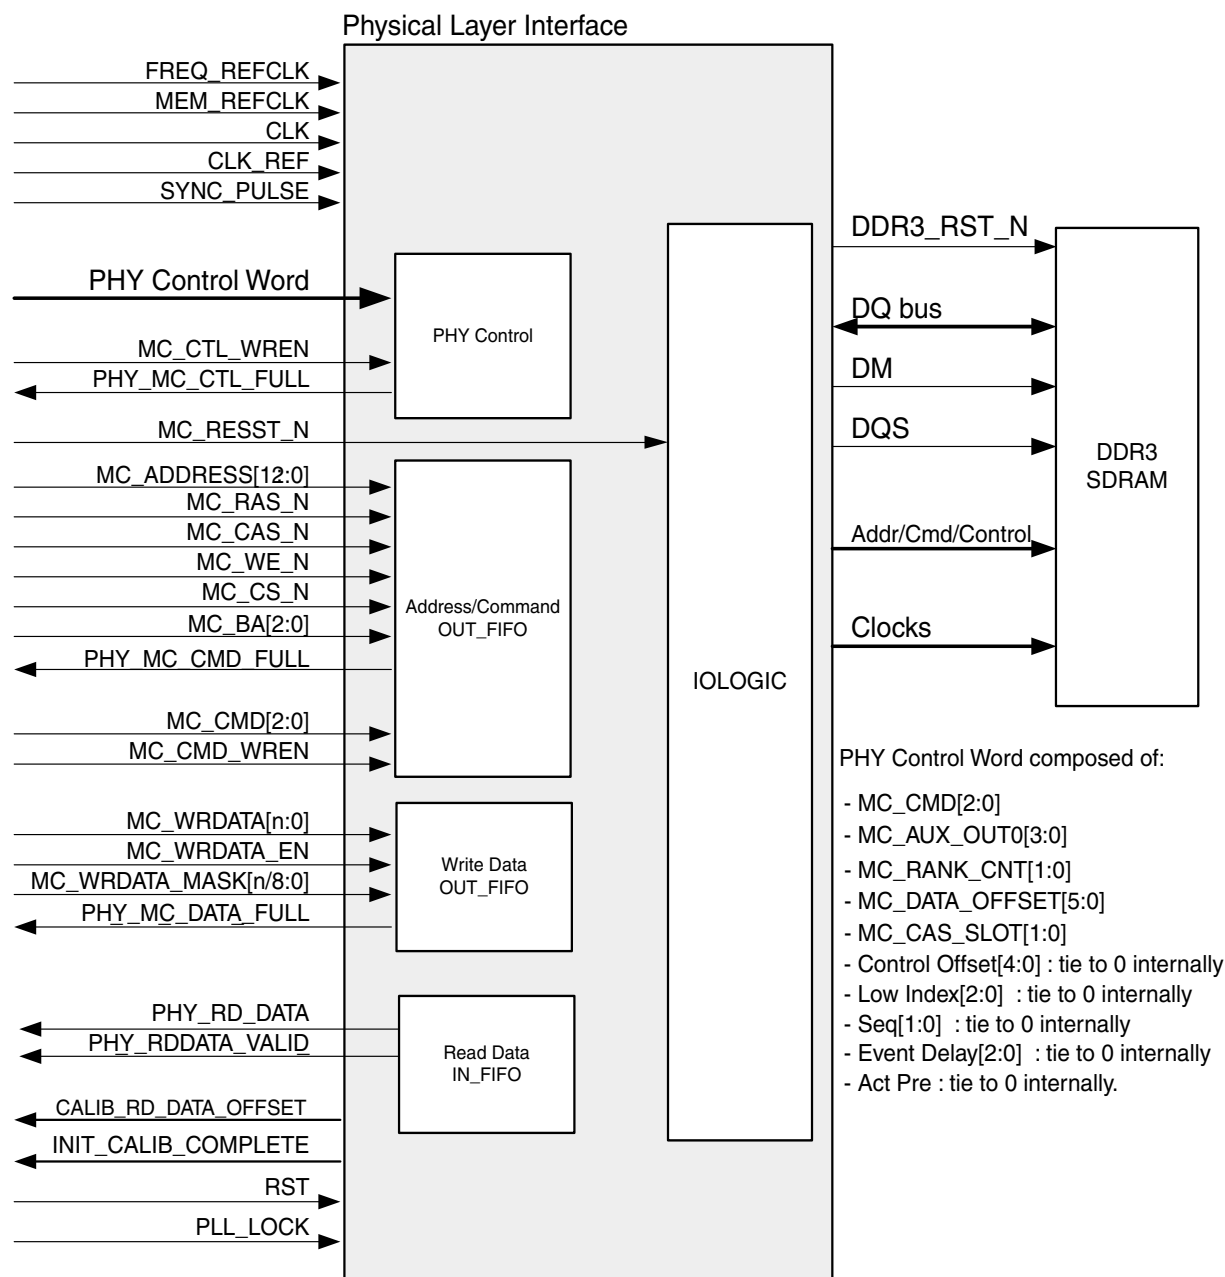 Physical Layer Interface
FREQ_REFCLK
MEM_REFCLK
CLK
CLK_REF
SYNC_PULSE
PHY Control Word
MC_CTL_WREN
PHY_MC_CTL_FULL
PHY Control
MC_RESST_N
MC_ADDRESS[12:0]
MC_RAS_N
MC_CAS_N
MC_WE_N
MC_CS_N
MC_BA[2:0]
PHY_MC_CMD_FULL
MC_CMD[2:0]
MC_CMD_WREN
Address/Command
OUT_FIFO
MC_WRDATA[n:0]
MC_WRDATA_EN
MC_WRDATA_MASK[n/8:0]
PHY_MC_DATA_FULL
Write Data
OUT_FIFO
PHY_RD_DATA
PHY_RDDATA_VALID
Read Data
IN_FIFO
CALIB_RD_DATA_OFFSET
INIT_CALIB_COMPLETE
RST
PLL_LOCK
IOLOGIC
DDR3_RST_N
DQ bus
DM
DQS
Addr/Cmd/Control
Clocks
DDR3
SDRAM
PHY Control Word composed of:
- MC_CMD[2:0]
- MC_AUX_OUT0[3:0]
- MC_RANK_CNT[1:0]
- MC_DATA_OFFSET[5:0]
- MC_CAS_SLOT[1:0]
- Control Offset[4:0] : tie to 0 internally
- Low Index[2:0] : tie to 0 internally
- Seq[1:0] : tie to 0 internally
- Event Delay[2:0] : tie to 0 internally
- Act Pre : tie to 0 internally.